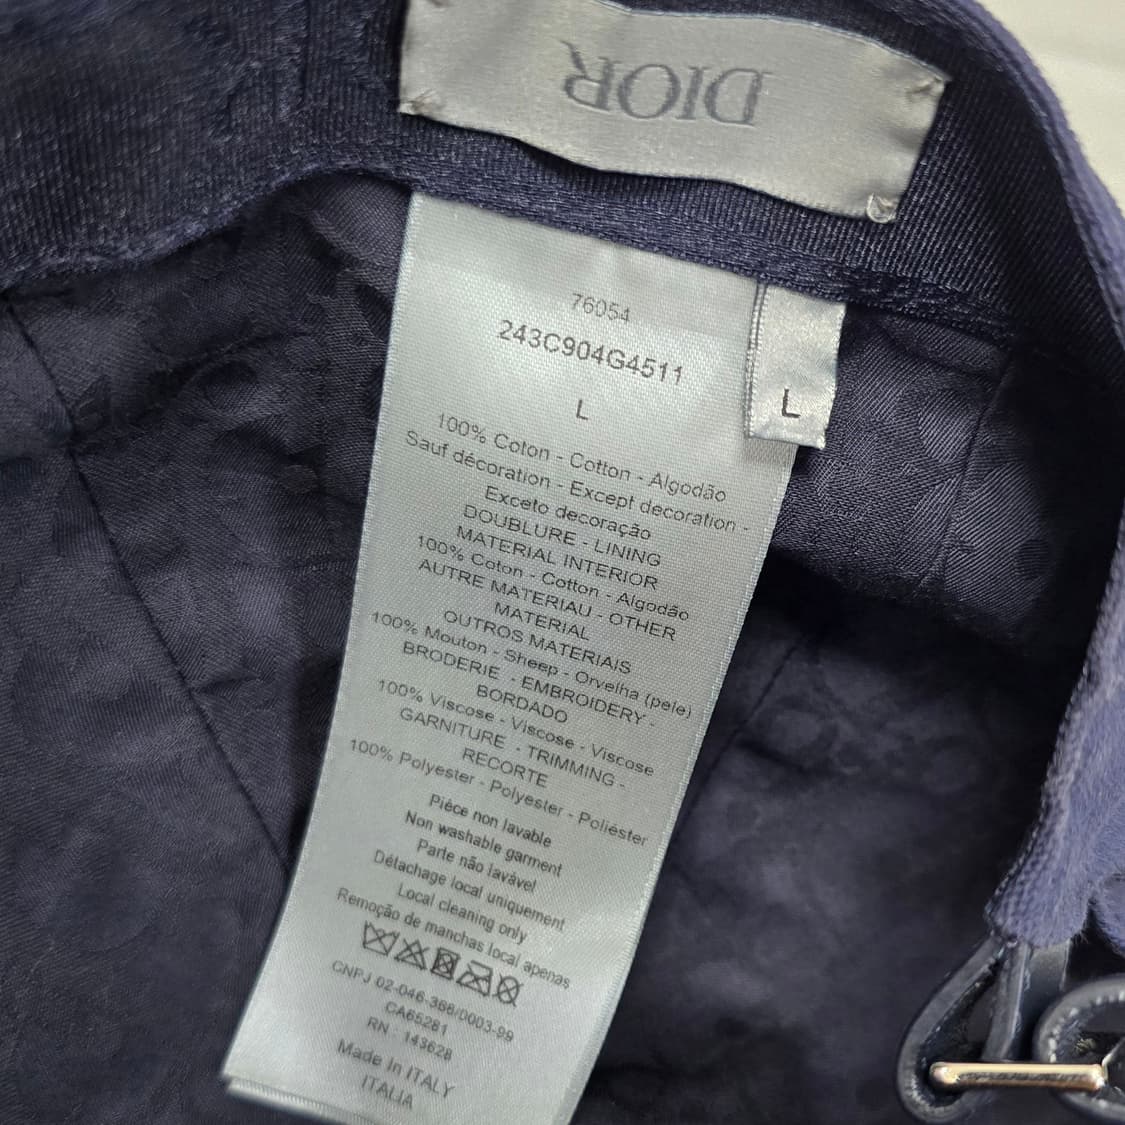 DIOR
76054
243C904G4511
L
L
100% Coton - Cotton - Algodão
Sauf décoration - Except decoration -
Exceto decoração
DOUBLURE - LINING
MATERIAL INTERIOR
100% Coton - Cotton - Algodão
AUTRE MATERIAU - OTHER
MATERIAL
OUTROS MATERIAIS
100% Mouton - Sheep - Orvelha (pele)
BRODERIE - EMBROIDERY -
BORDADO
100% Viscose - Viscose - Viscose
GARNITURE - TRIMMING -
RECORTE
100% Polyester - Polyester - Poliéster
Pièce non lavable
Non washable garment
Parte não lavável
Détachage local uniquement
Local cleaning only
Remoção de manchas local apenas
CNPJ 02-046-366/0003-99
CA65281
RN : 143628
Made In ITALY
ITALIA